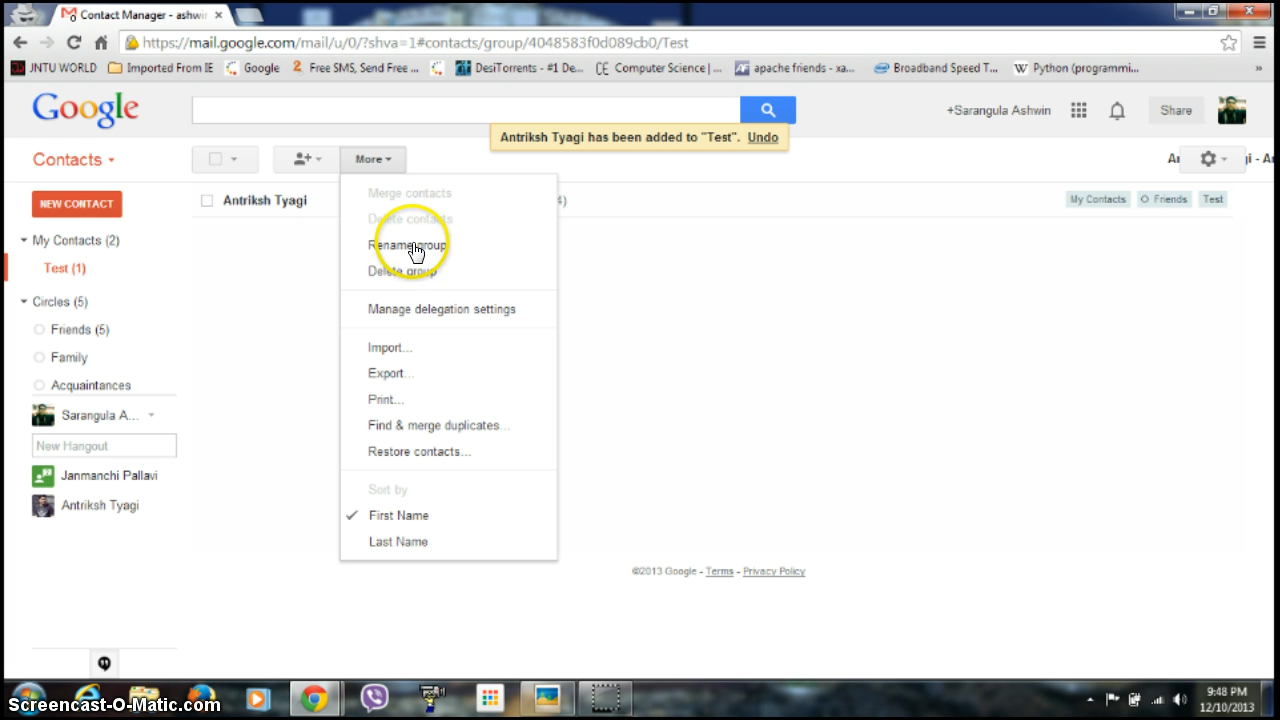 Contact Manager - ashwin
https://mail.google.com/mail/u/0/?shva=1#contacts/group/4048583f0d089cb0/Test
JNTU WORLD Imported From IE Google Free SMS, Send Free ... DesiTorrents - #1 De... Computer Science | ... apache friends - xa... Broadband Speed T... Python (programmi... »
Google
+Sarangula Ashwin Share
Antriksh Tyagi has been added to "Test". Undo
Contacts More
NEW CONTACT
Antriksh Tyagi 4) My Contacts Friends Test
My Contacts (2)
Test (1)
Circles (5)
Friends (5)
Family
Acquaintances
Sarangula A...
New Hangout
Janmanchi Pallavi
Antriksh Tyagi
Merge contacts
Delete contacts
Rename group
Delete group
Manage delegation settings
Import...
Export...
Print...
Find & merge duplicates...
Restore contacts...
Sort by
First Name
Last Name
©2013 Google - Terms - Privacy Policy
Screencast-O-Matic.com
9:48 PM
12/10/2013